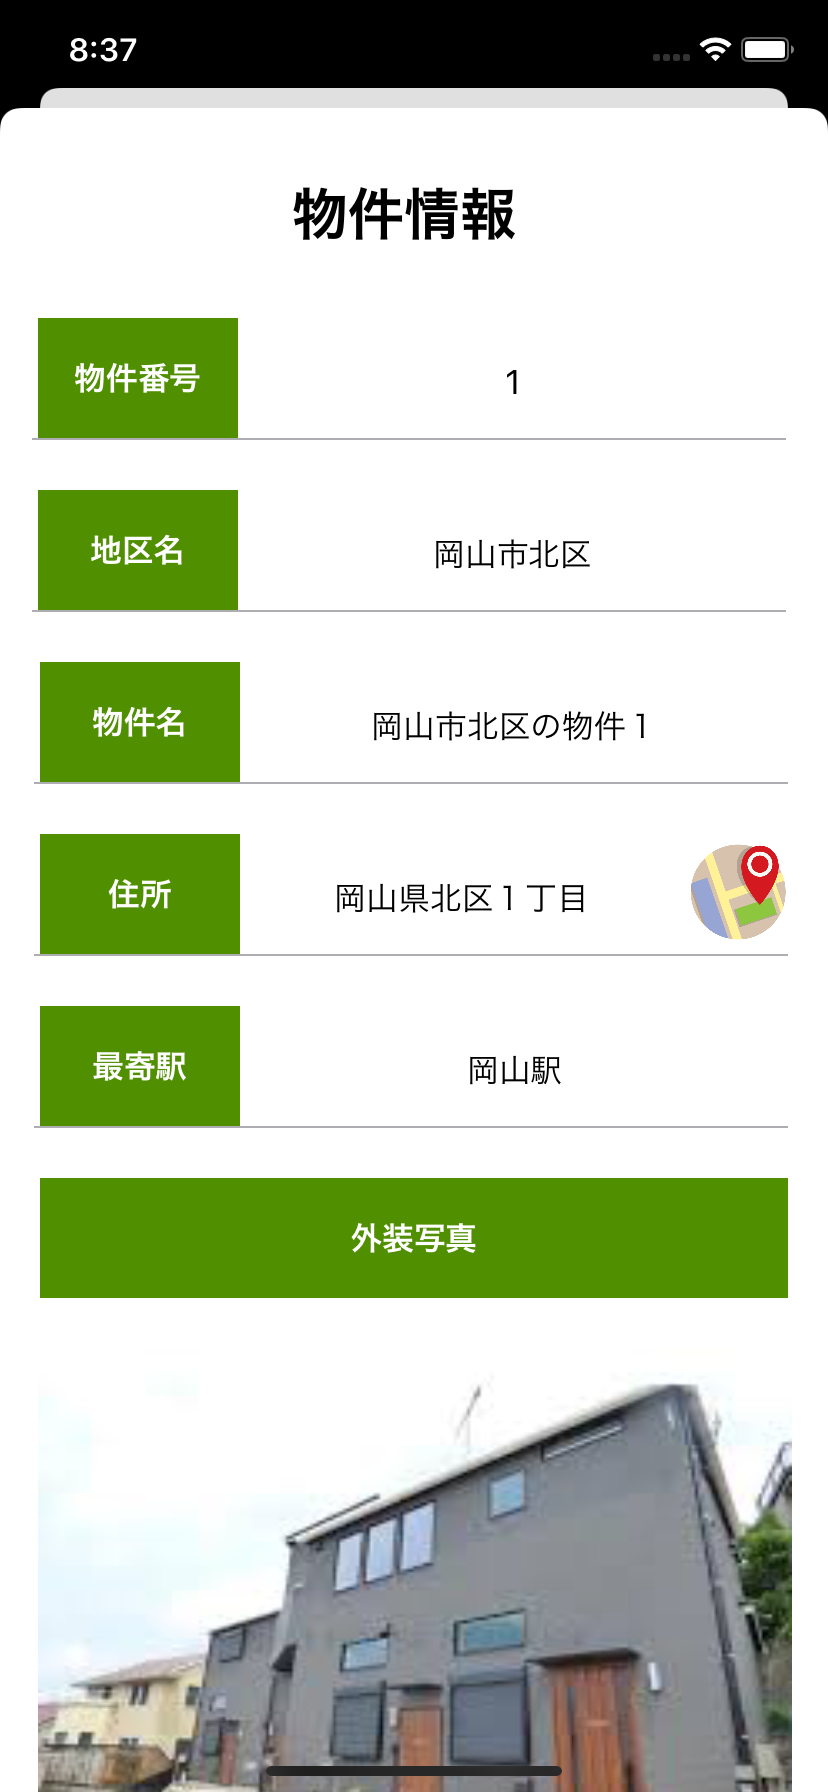 8:37
物件情報
物件番号
1
地区名
岡山市北区
物件名
岡山市北区の物件１
住所
岡山県北区１丁目
最寄駅
岡山駅
外装写真